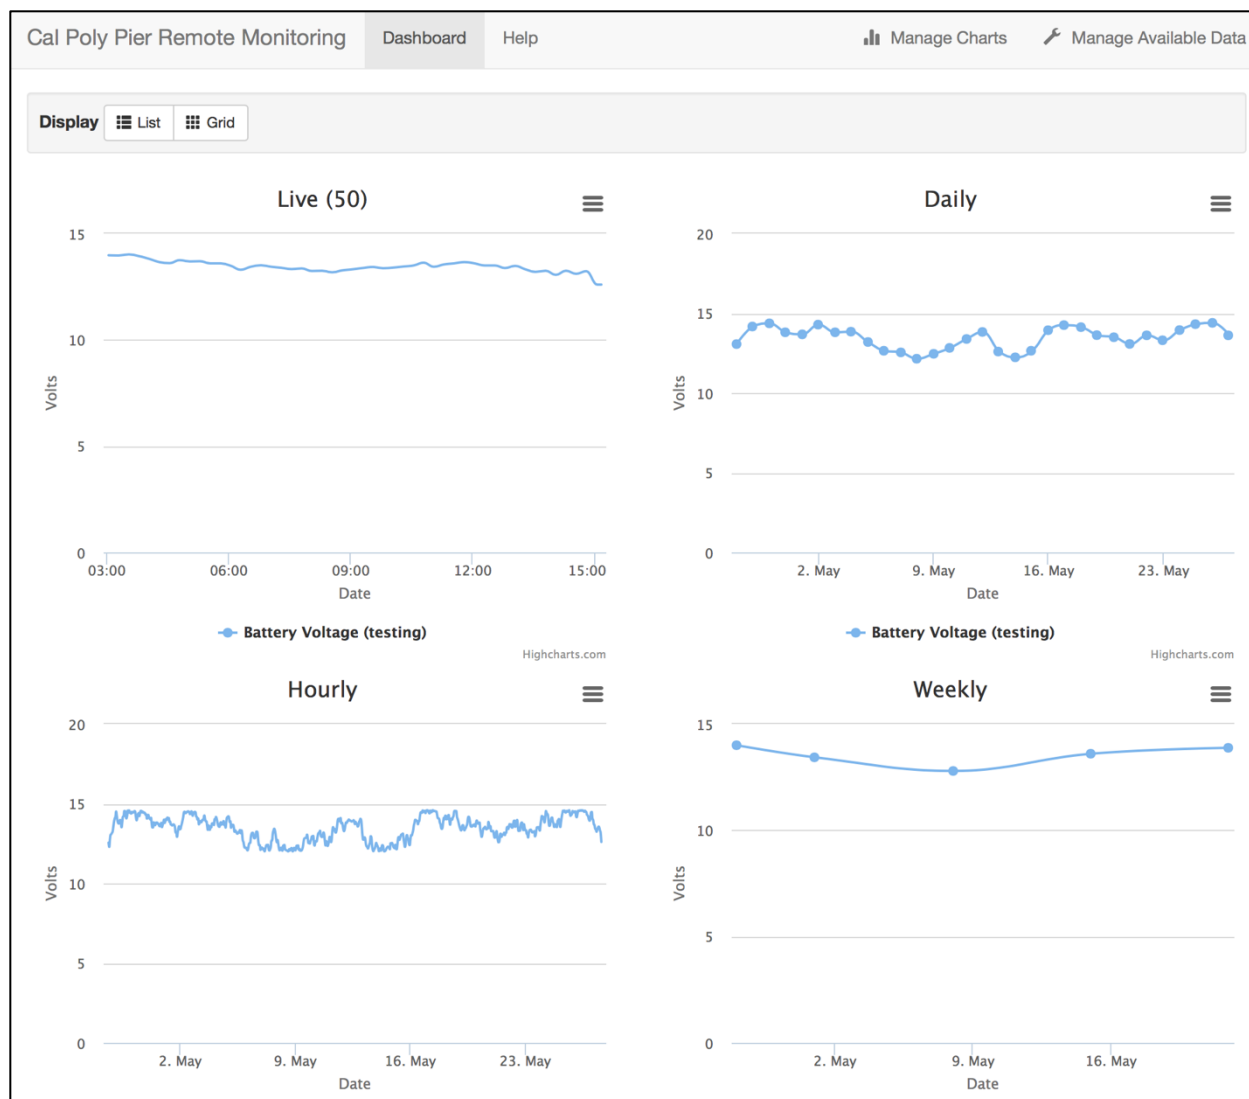 Cal Poly Pier Remote Monitoring Dashboard Help Manage Charts Manage Available Data
Display List Grid
Live (50)
15
10
5
0
Volts
03:00 06:00 09:00 12:00 15:00
Date
Battery Voltage (testing)
Highcharts.com
Daily
20
15
10
5
0
Volts
2. May 9. May 16. May 23. May
Date
Battery Voltage (testing)
Highcharts.com
Hourly
20
15
10
5
0
Volts
2. May 9. May 16. May 23. May
Date
Weekly
15
10
5
0
Volts
2. May 9. May 16. May
Date